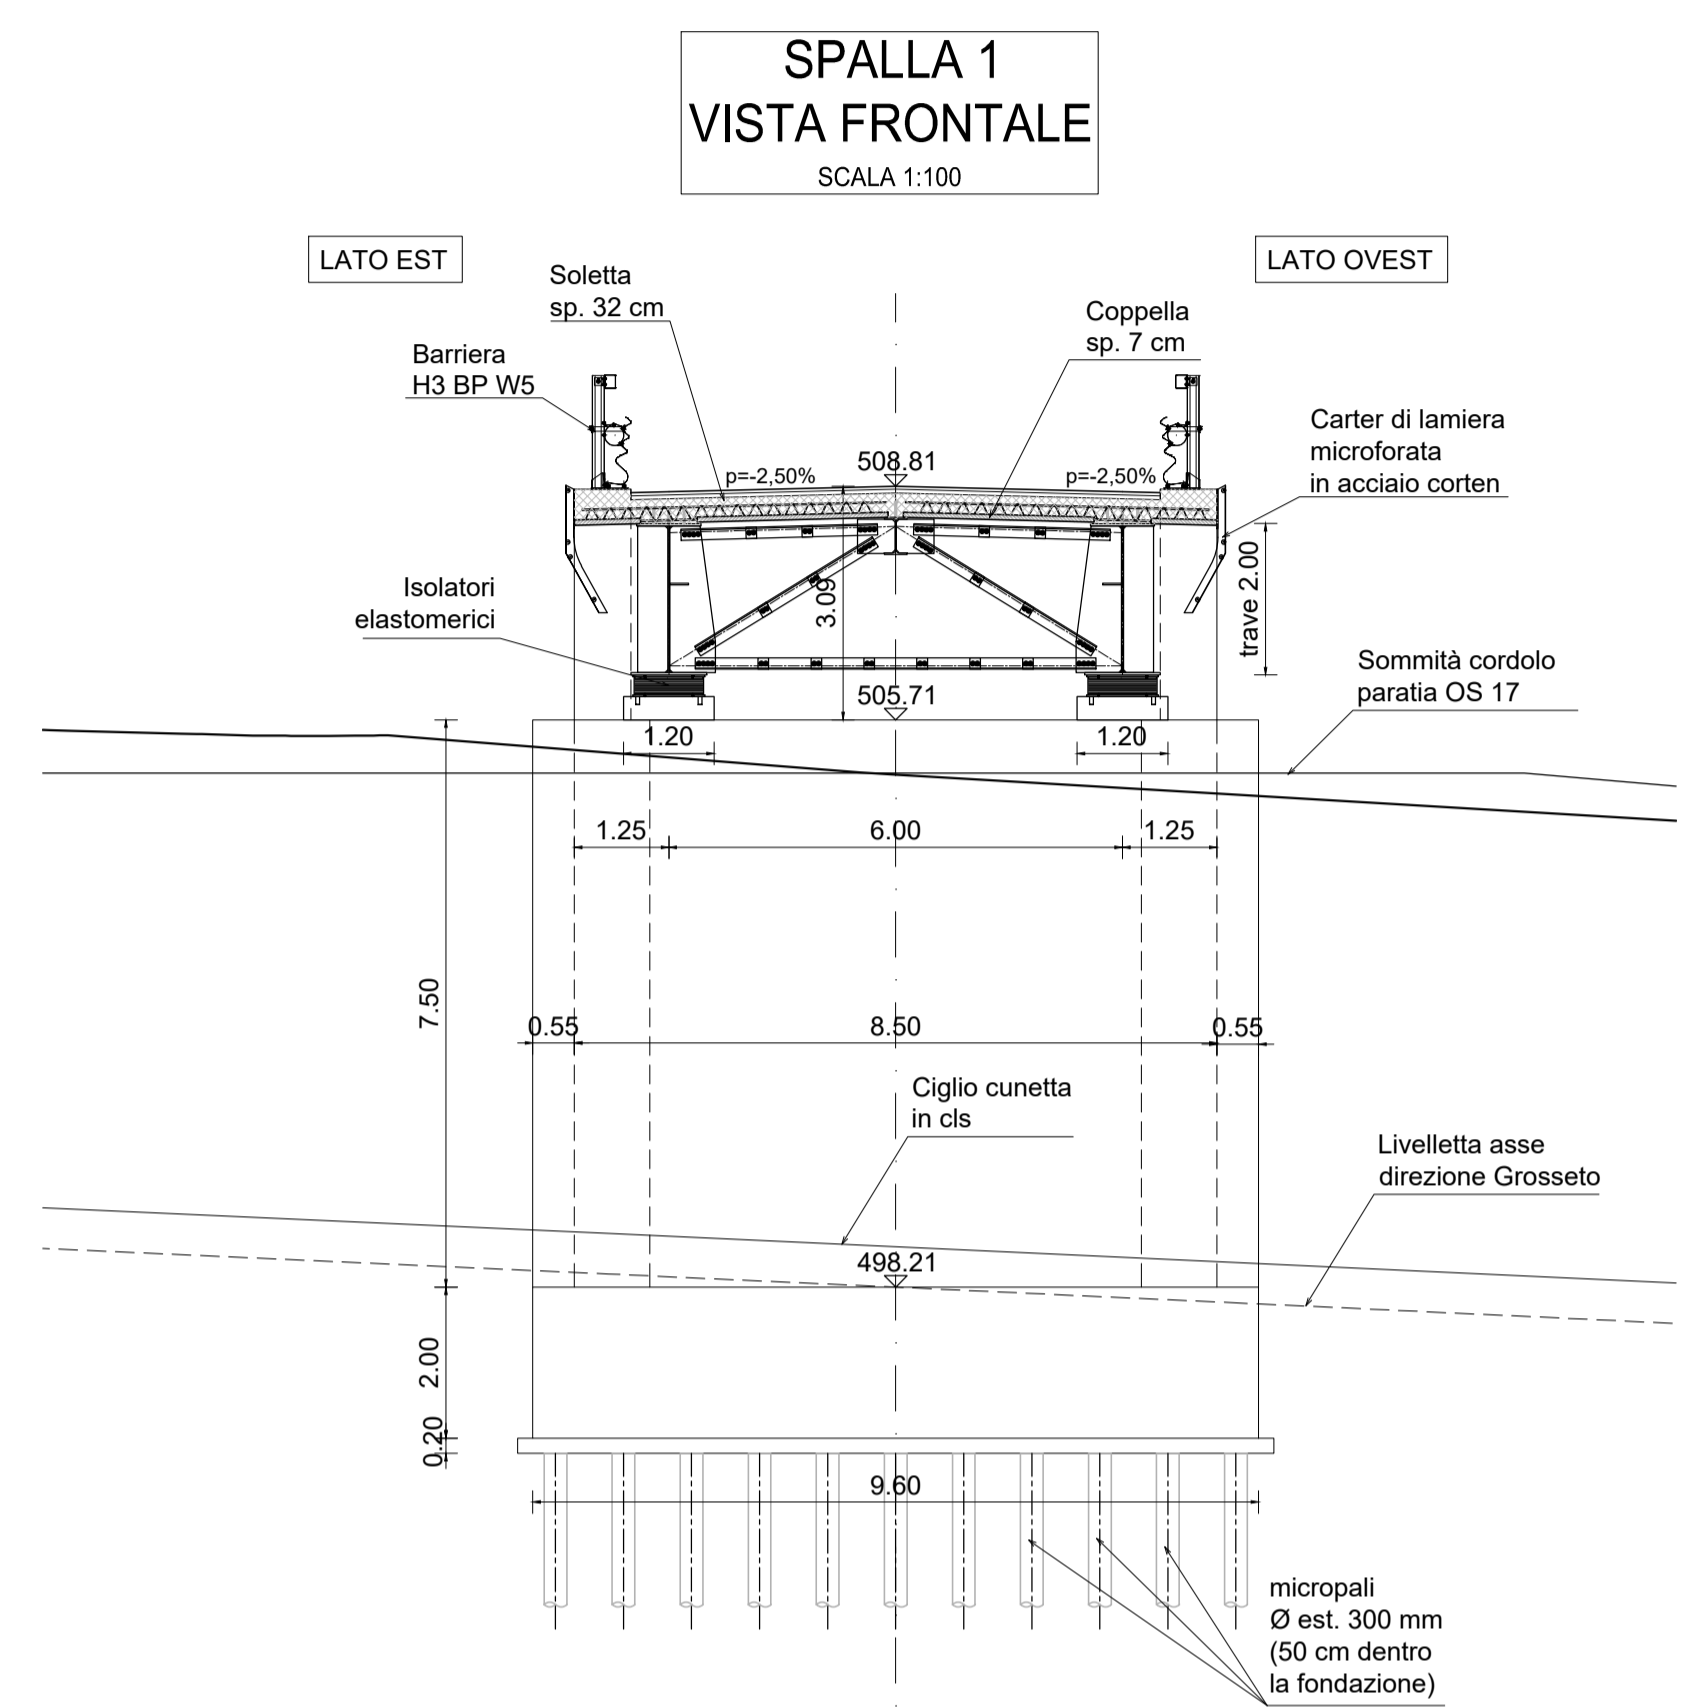 SPALLA 1
VISTA FRONTALE
SCALA 1:100
LATO EST
LATO OVEST
Soletta
sp. 32 cm
Coppella
sp. 7 cm
Barriera
H3 BP W5
Carter di lamiera
microforata
in acciaio corten
p=-2,50%
508.81
p=-2,50%
Isolatori
elastomerici
3.09
trave 2.00
Sommità cordolo
paratia OS 17
505.71
1.20
1.20
1.25
6.00
1.25
7.50
0.55
8.50
0.55
Ciglio cunetta
in cls
Livelletta asse
direzione Grosseto
498.21
2.00
0.20
9.60
micropali
Ø est. 300 mm
(50 cm dentro
la fondazione)